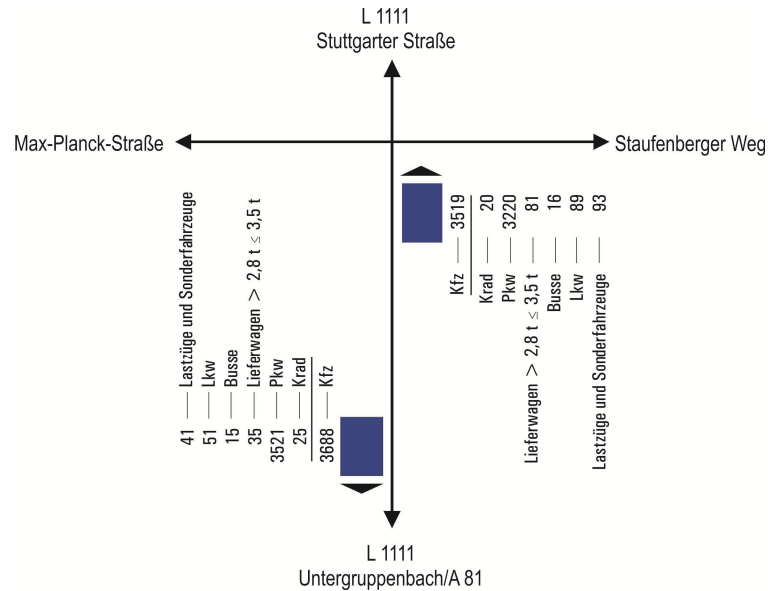 L 1111
Stuttgarter Straße
Max-Planck-Straße
Staufenberger Weg
Kfz 3519
Krad 20
Pkw 3220
Lieferwagen > 2,8 t ≤ 3,5 t 81
Busse 16
Lkw 89
Lastzüge und Sonderfahrzeuge 93
41 Lastzüge und Sonderfahrzeuge
51 Lkw
15 Busse
35 Lieferwagen > 2,8 t ≤ 3,5 t
3521 Pkw
25 Krad
3688 Kfz
L 1111
Untergruppenbach/A 81